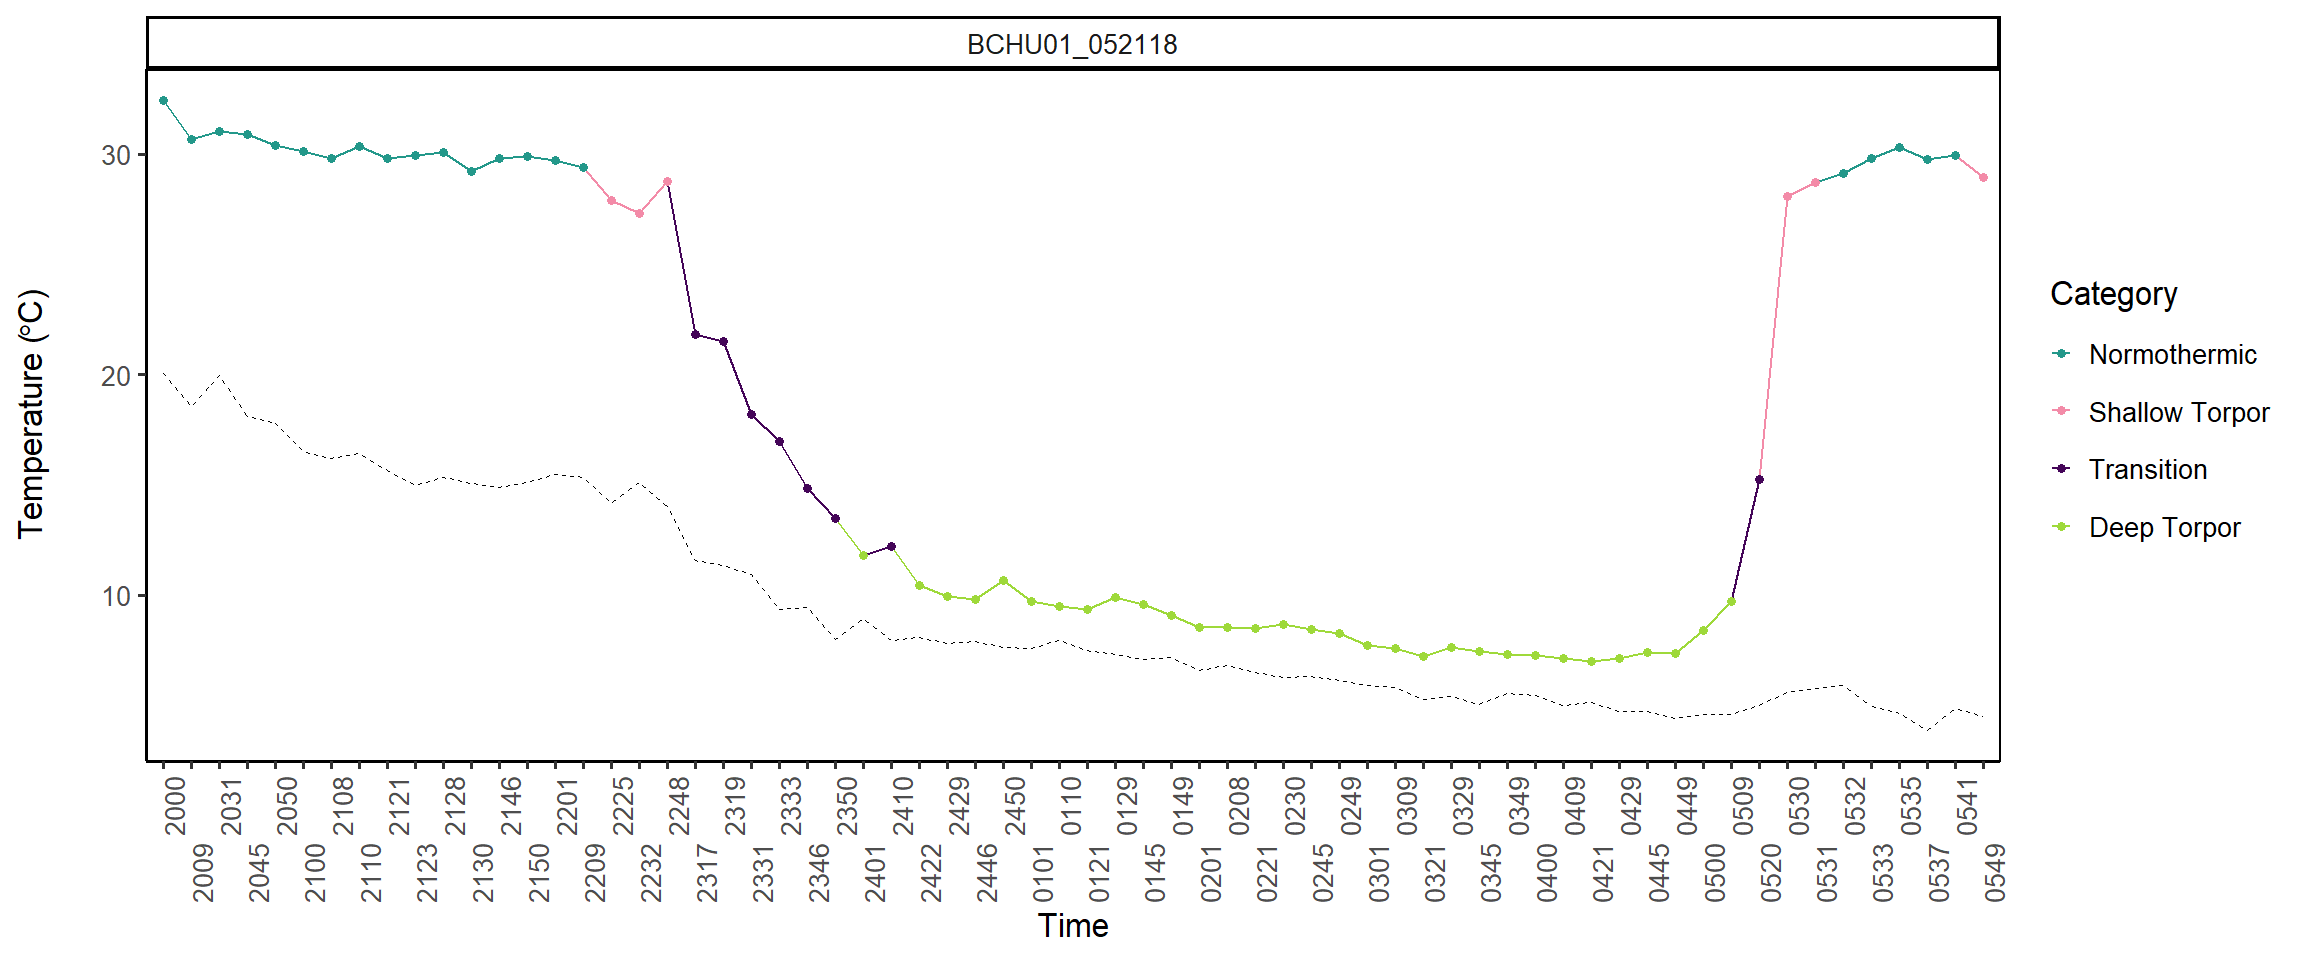 BCHU01_052118
30
20
10
Temperature (°C)
2000 2031 2050 2108 2121 2128 2146 2201 2225 2248 2319 2333 2350 2410 2429 2450 0110 0129 0149 0208 0230 0249 0309 0329 0349 0409 0429 0449 0509 0530 0532 0535 0541
2009 2045 2100 2110 2123 2130 2150 2209 2232 2317 2331 2346 2401 2422 2446 0101 0121 0145 0201 0221 0245 0301 0321 0345 0400 0421 0445 0500 0520 0531 0533 0537 0549
Time
Category
Normothermic
Shallow Torpor
Transition
Deep Torpor